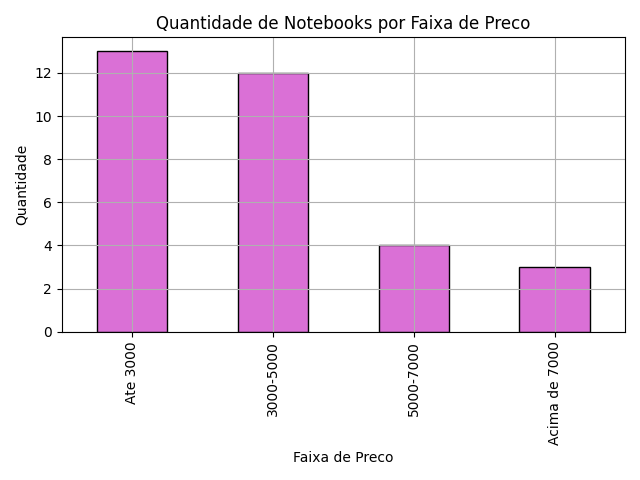 Quantidade de Notebooks por Faixa de Preco
Quantidade
12
10
8
6
4
2
0
Ate 3000
3000-5000
5000-7000
Acima de 7000
Faixa de Preco